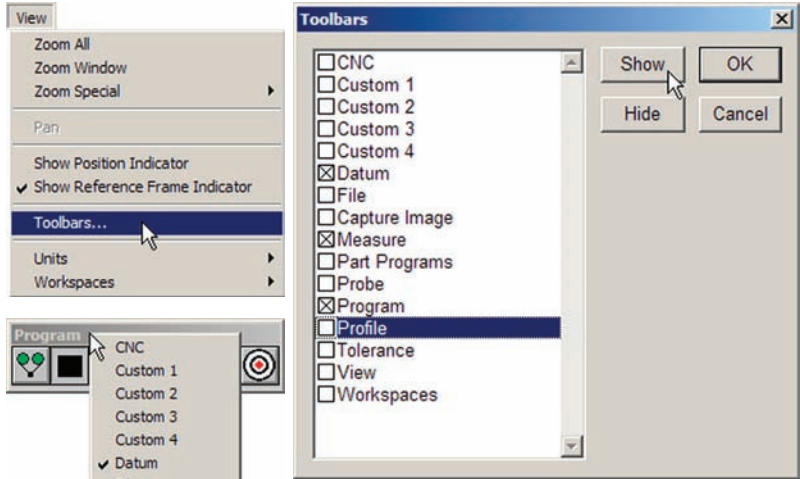 View
Zoom All
Zoom Window
Zoom Special
Pan
Show Position Indicator
Show Reference Frame Indicator
Toolbars...
Units
Workspaces
Program
CNC
Custom 1
Custom 2
Custom 3
Custom 4
Datum
Toolbars
CNC
Custom 1
Custom 2
Custom 3
Custom 4
Datum
File
Capture Image
Measure
Part Programs
Probe
Program
Profile
Tolerance
View
Workspaces
Show
OK
Hide
Cancel